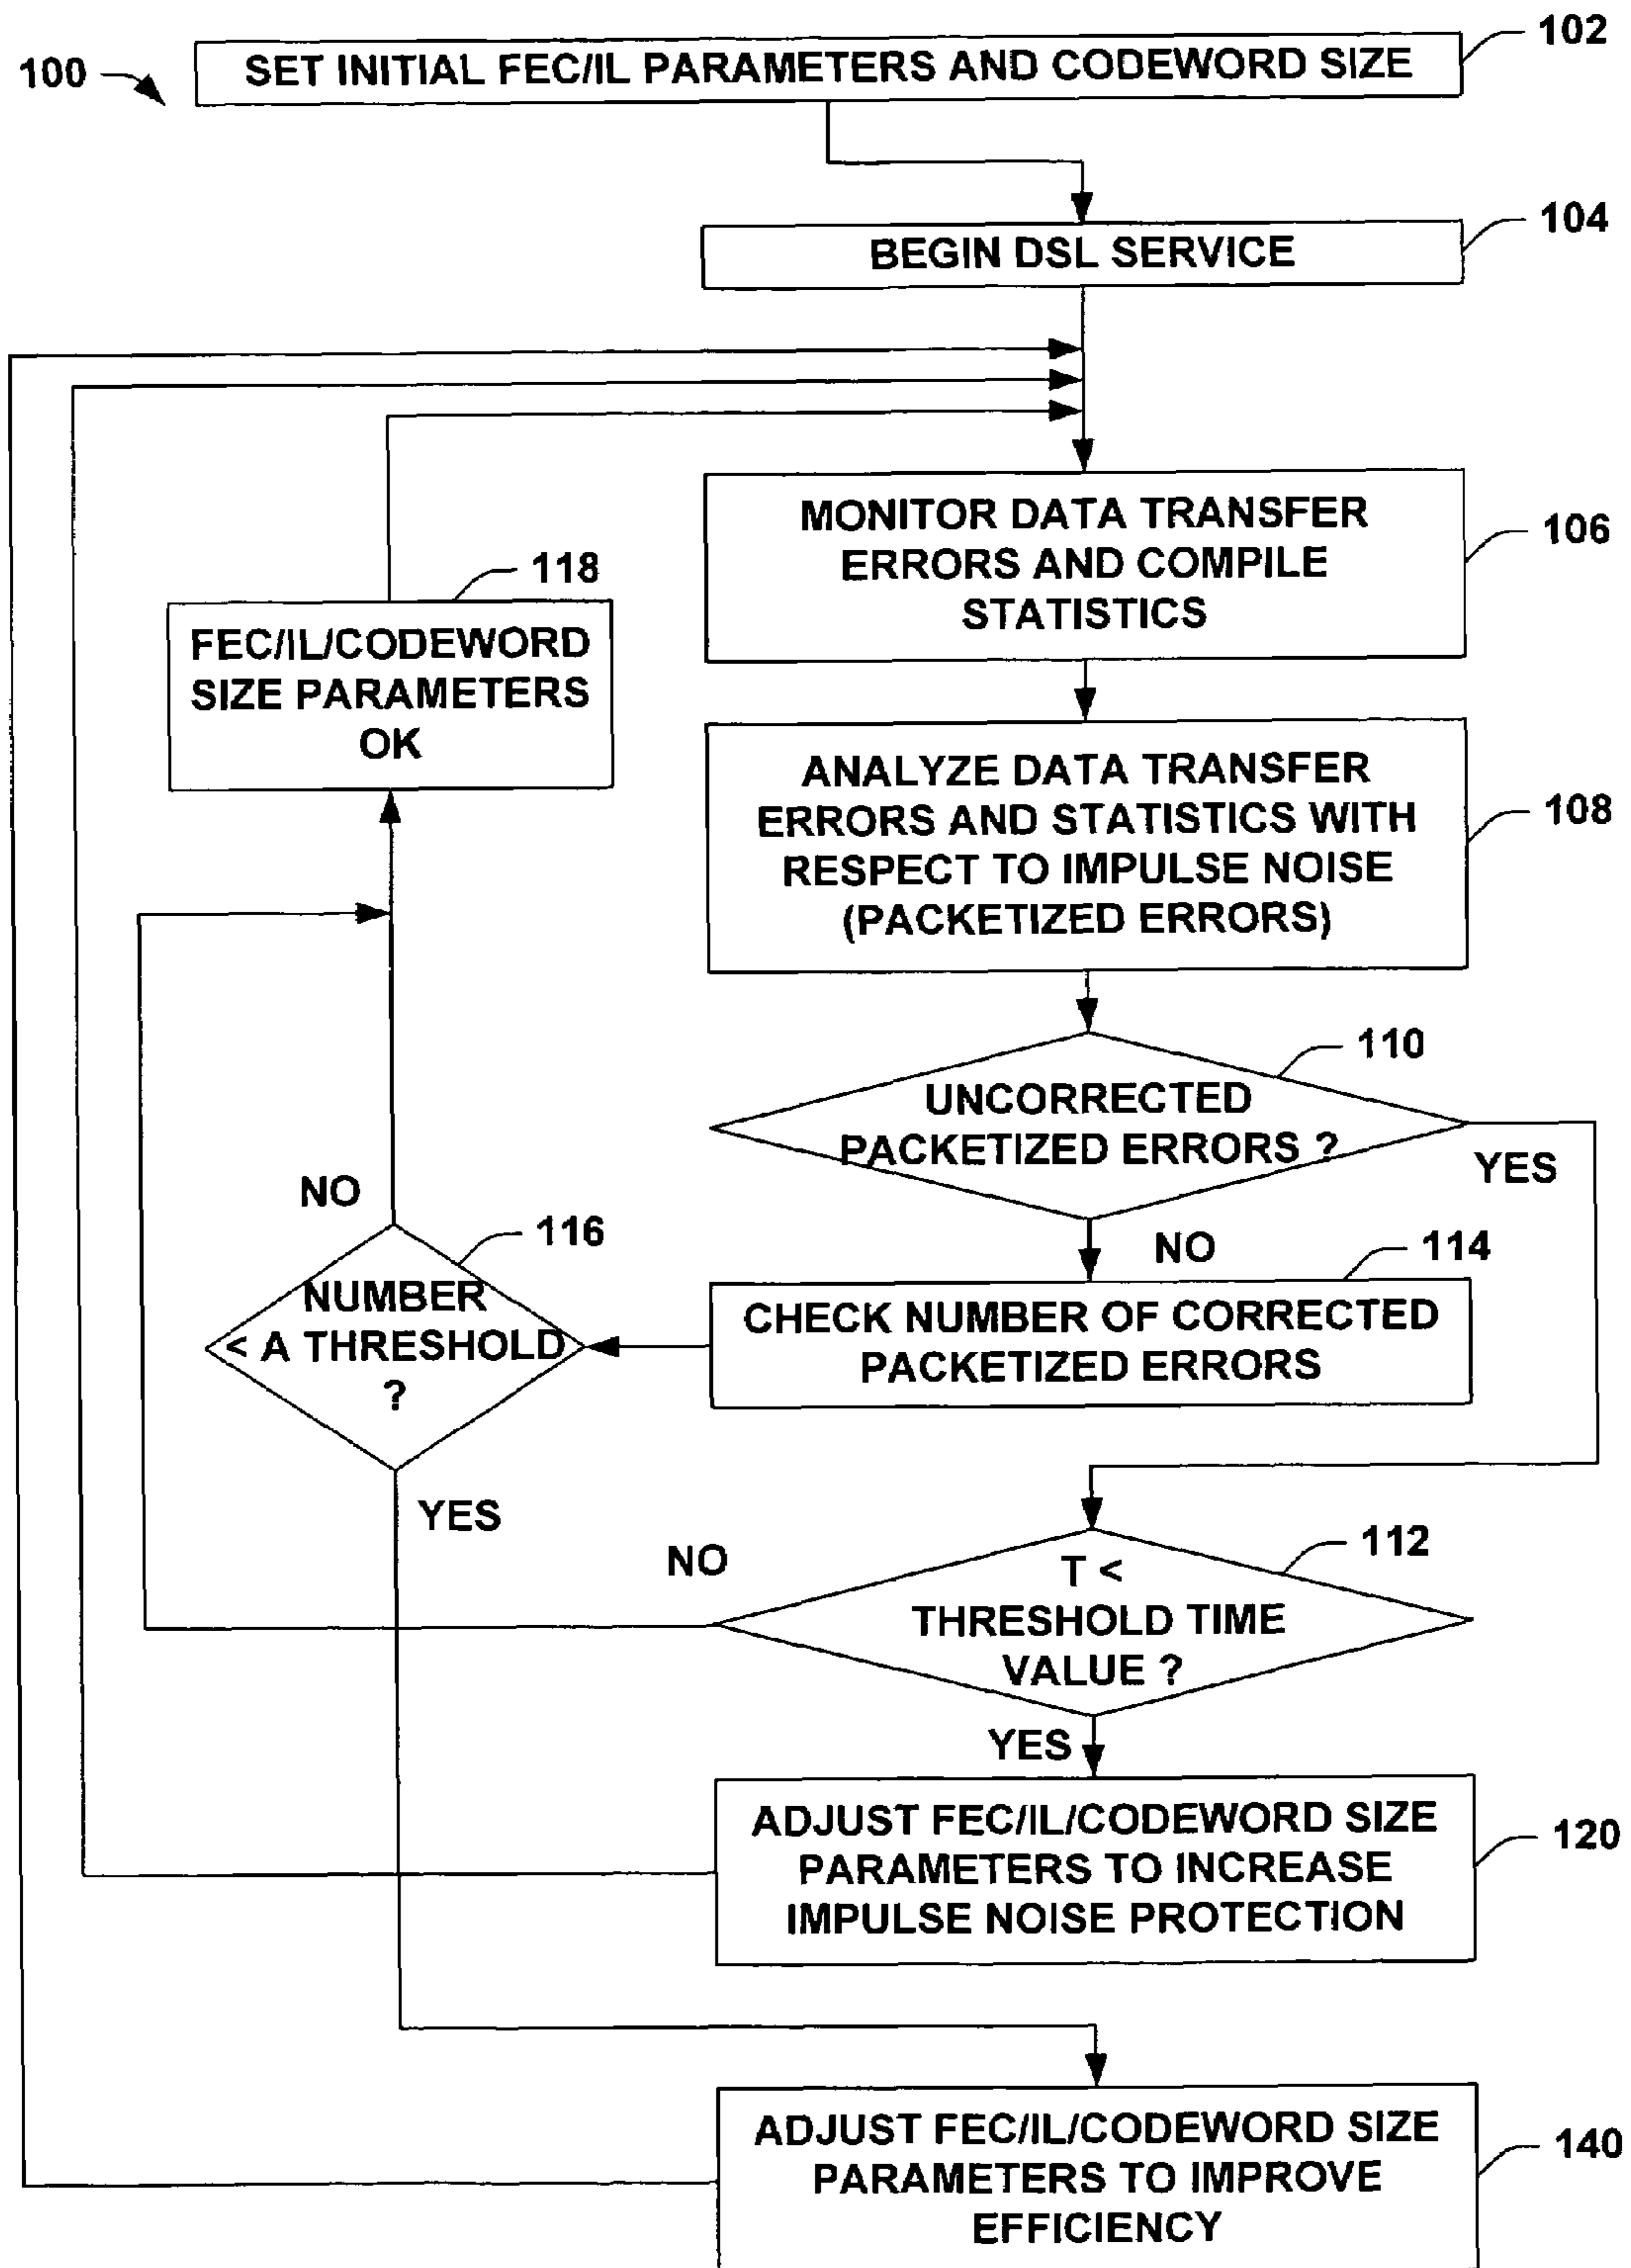 102
100
SET INITIAL FEC/IL PARAMETERS AND CODEWORD SIZE
104
BEGIN DSL SERVICE
106
MONITOR DATA TRANSFER
ERRORS AND COMPILE
STATISTICS
118
FEC/IL/CODEWORD
SIZE PARAMETERS
OK
108
ANALYZE DATA TRANSFER
ERRORS AND STATISTICS WITH
RESPECT TO IMPULSE NOISE
(PACKETIZED ERRORS)
110
UNCORRECTED
PACKETIZED ERRORS ?
YES
NO
NO
116
NUMBER
< A THRESHOLD
?
YES
114
CHECK NUMBER OF CORRECTED
PACKETIZED ERRORS
NO
112
T <
THRESHOLD TIME
VALUE ?
YES
120
ADJUST FEC/IL/CODEWORD SIZE
PARAMETERS TO INCREASE
IMPULSE NOISE PROTECTION
140
ADJUST FEC/IL/CODEWORD SIZE
PARAMETERS TO IMPROVE
EFFICIENCY